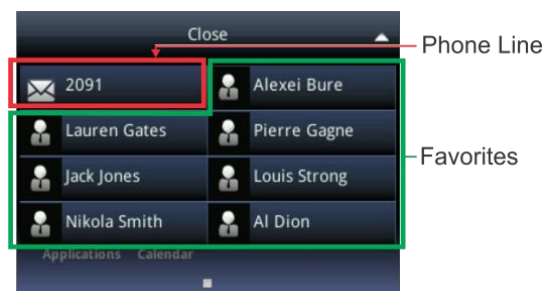 Close
Phone Line
2091
Alexei Bure
Lauren Gates
Pierre Gagne
Favorites
Jack Jones
Louis Strong
Nikola Smith
Al Dion
Applications Calendar